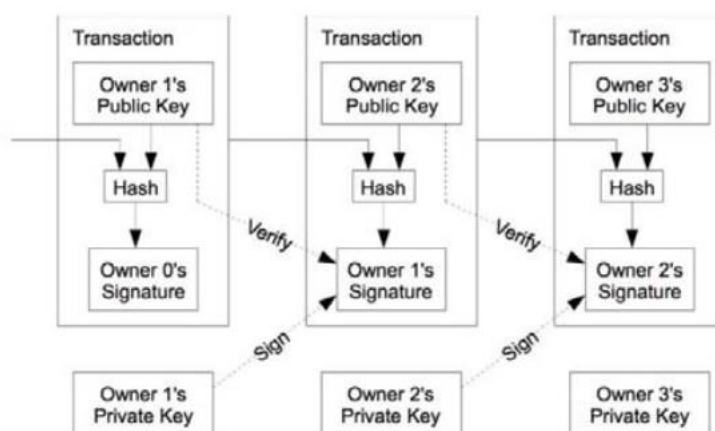 Transaction
Owner 1's
Public Key
Hash
Verify
Owner 0's
Signature
Transaction
Owner 2's
Public Key
Hash
Verify
Owner 1's
Signature
Transaction
Owner 3's
Public Key
Hash
Owner 2's
Signature
Sign
Sign
Owner 1's
Private Key
Owner 2's
Private Key
Owner 3's
Private Key